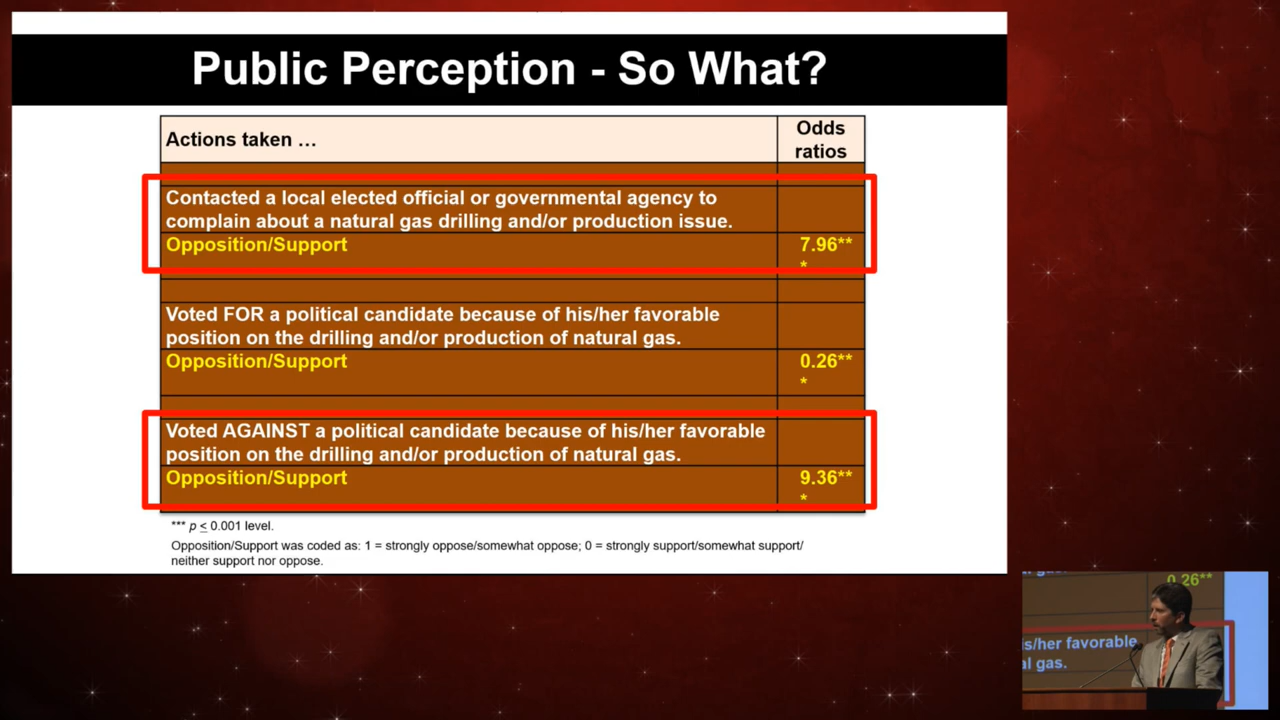 Public Perception - So What?
Actions taken …
Odds
ratios
Contacted a local elected official or governmental agency to
complain about a natural gas drilling and/or production issue.
Opposition/Support
7.96**
*
Voted FOR a political candidate because of his/her favorable
position on the drilling and/or production of natural gas.
Opposition/Support
0.26**
*
Voted AGAINST a political candidate because of his/her favorable
position on the drilling and/or production of natural gas.
Opposition/Support
9.36**
*
*** p ≤ 0.001 level.
Opposition/Support was coded as: 1 = strongly oppose/somewhat oppose; 0 = strongly support/somewhat support/
neither support nor oppose.
0.26**
is/her favorable
al gas.